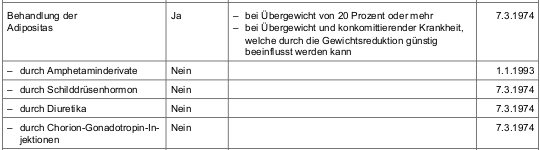 Behandlung der Ja – bei Übergewicht von 20 Prozent oder mehr 7.3.1974
Adipositas – bei Übergewicht und konkomittierender Krankheit,
welche durch die Gewichtsreduktion günstig
beeinflusst werden kann
– durch Amphetaminderivate Nein 1.1.1993
– durch Schilddrüsenhormon Nein 7.3.1974
– durch Diuretika Nein 7.3.1974
– durch Chorion-Gonadotropin-In- Nein 7.3.1974
jektionen